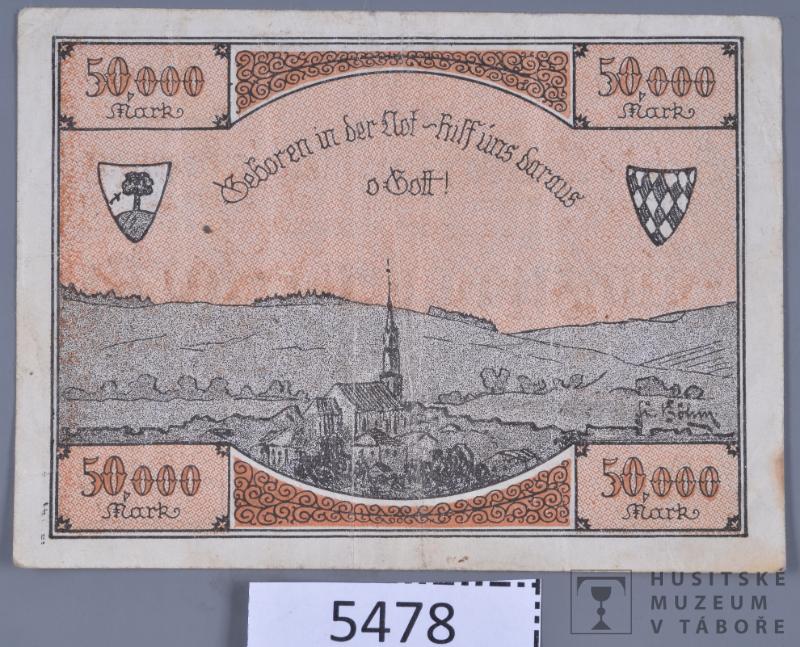 50,000
Mark
50,000
Mark
Geboren in der Not - hilf uns daraus
o Gott!
50,000
Mark
50,000
Mark
5478
HUSITSKÉ
MUZEUM
V TÁBOŘE